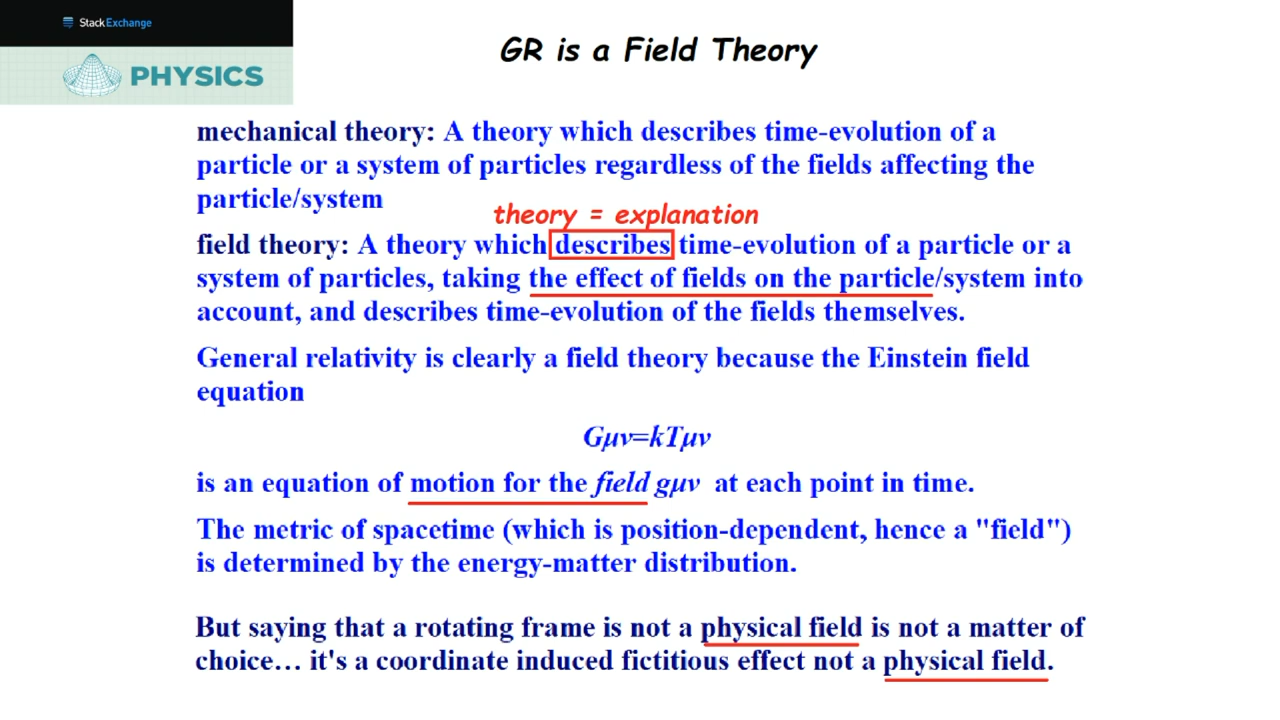 StackExchange
PHYSICS
GR is a Field Theory
mechanical theory: A theory which describes time-evolution of a
particle or a system of particles regardless of the fields affecting the
particle/system
theory = explanation
field theory: A theory which describes time-evolution of a particle or a
system of particles, taking the effect of fields on the particle/system into
account, and describes time-evolution of the fields themselves.
General relativity is clearly a field theory because the Einstein field
equation
Gμν=kTμν
is an equation of motion for the field gμν at each point in time.
The metric of spacetime (which is position-dependent, hence a "field")
is determined by the energy-matter distribution.
But saying that a rotating frame is not a physical field is not a matter of
choice… it's a coordinate induced fictitious effect not a physical field.